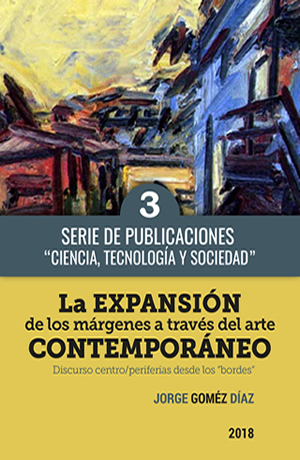 3
SERIE DE PUBLICACIONES
“CIENCIA, TECNOLOGÍA Y SOCIEDAD”
La EXPANSIÓN
de los márgenes a través del arte
CONTEMPORÁNEO
Discurso centro/periferias desde los "bordes"
JORGE GOMÉZ DÍAZ
2018